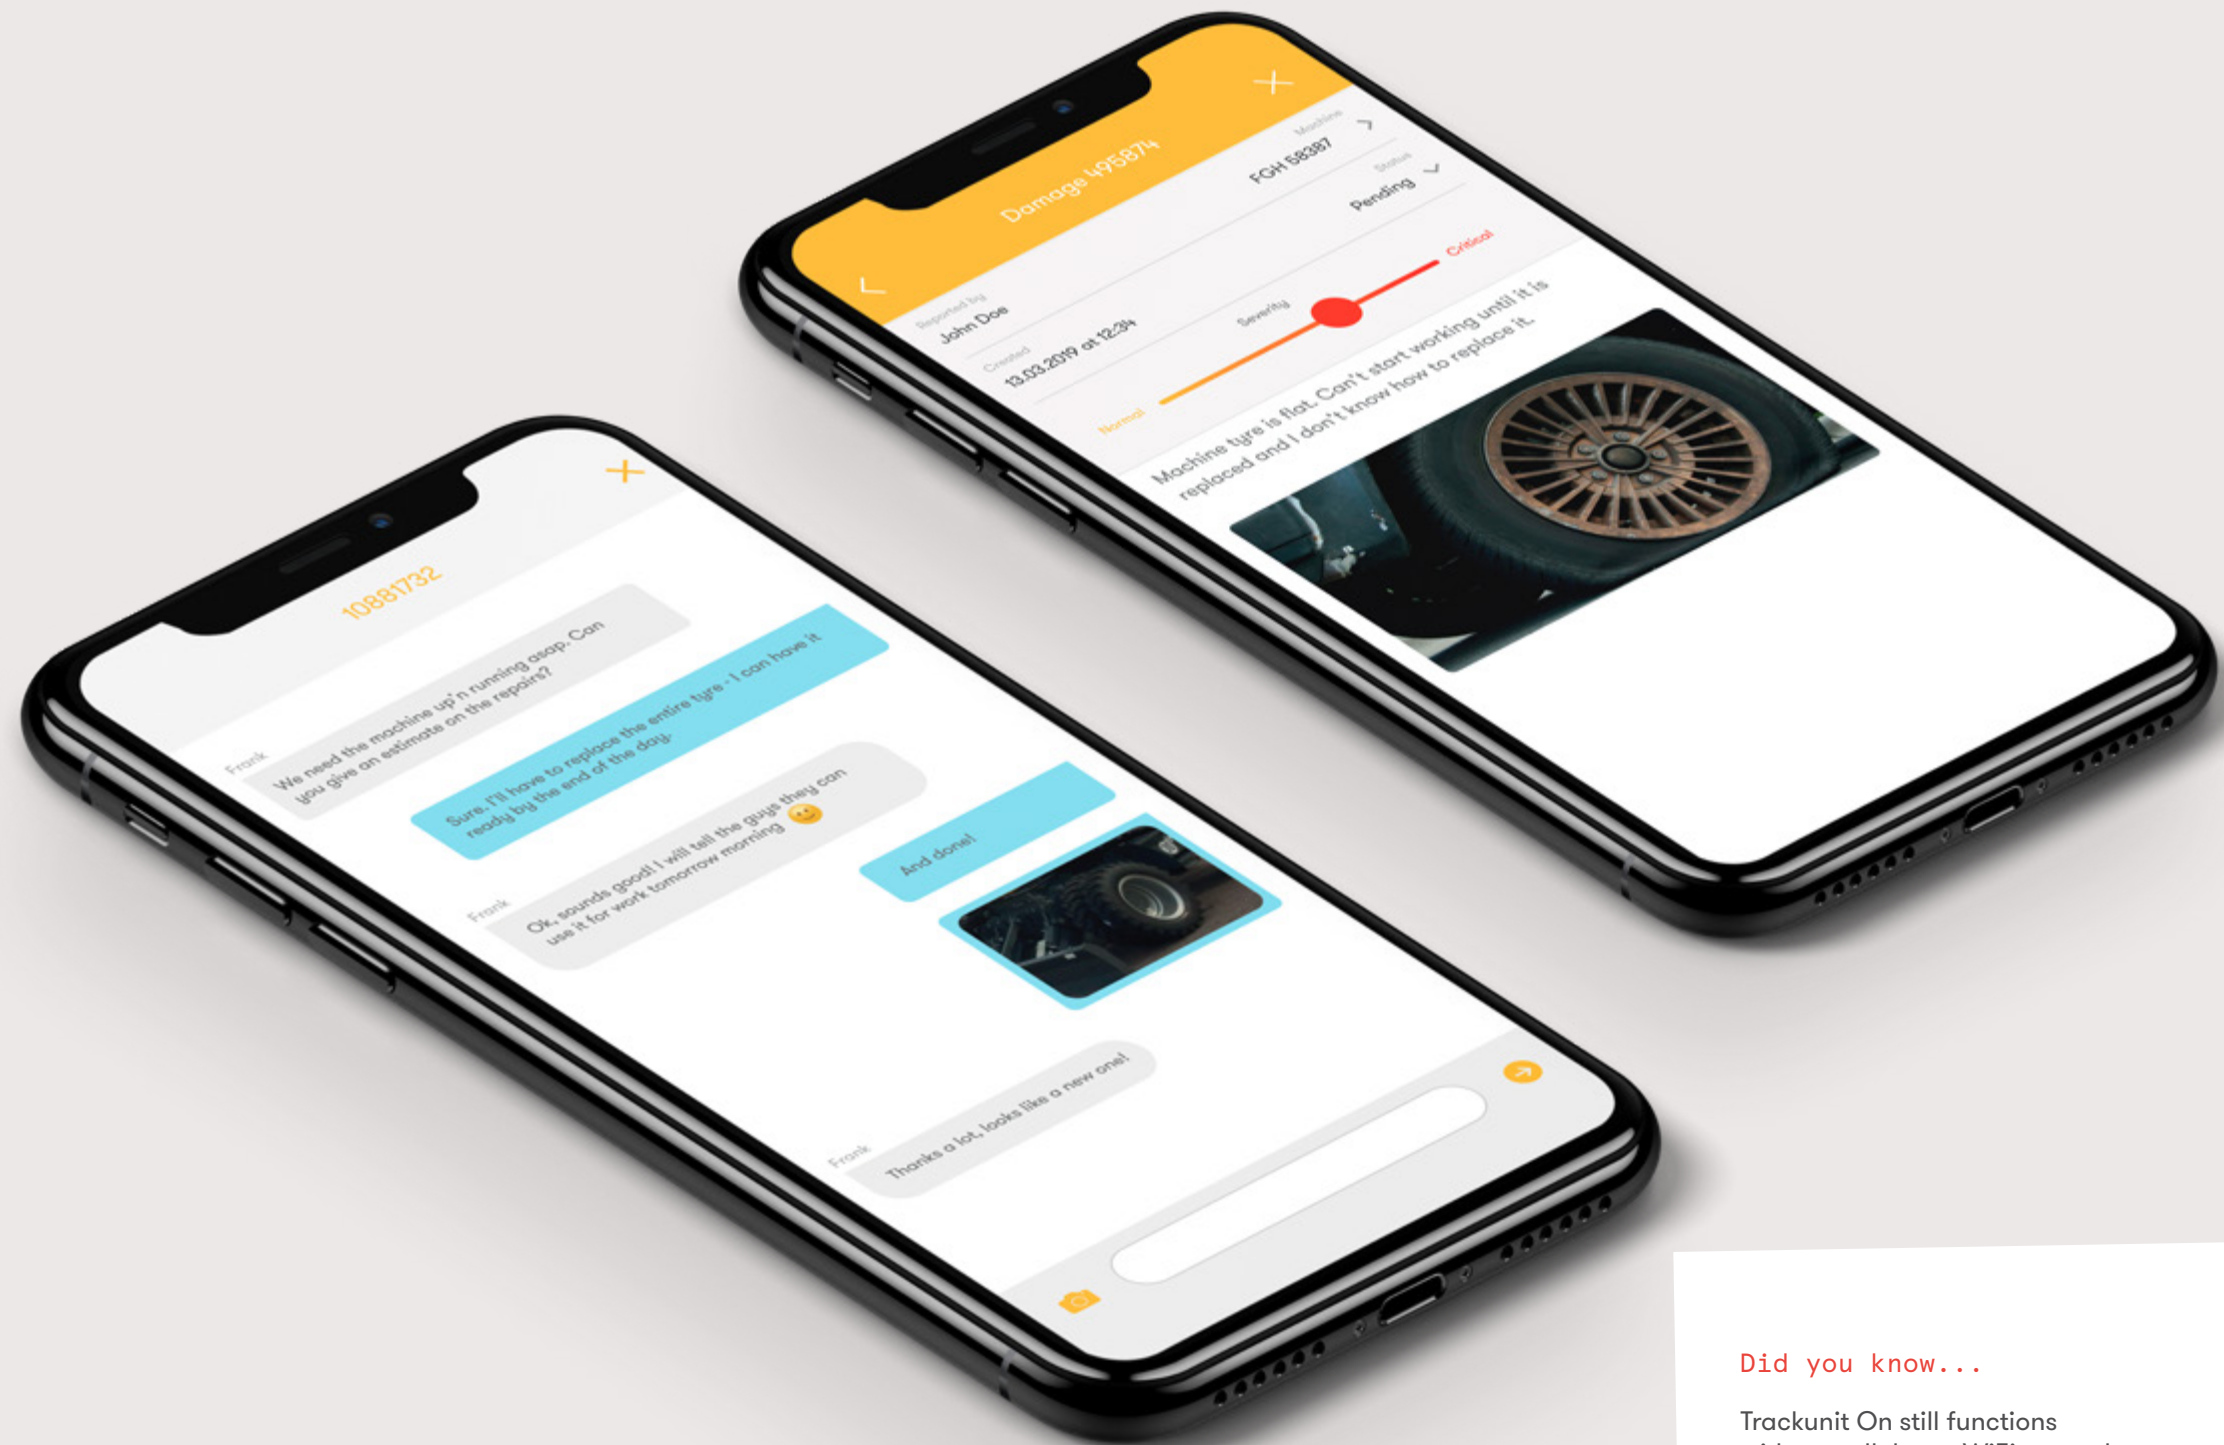 Damage 495874
Reported by
John Doe
Machine
FGH 58387
Created
13.03.2019 at 12:34
Status
Pending
Severity
Normal
Critical
Machine tyre is flat. Can't start working until it is
replaced and I don't know how to replace it.
10881732
Frank
We need the machine up'n running asap. Can
you give an estimate on the repairs?
Sure. I'll have to replace the entire tyre - I can have it
ready by the end of the day.
Frank
Ok, sounds good! I will tell the guys they can
use it for work tomorrow morning
And done!
Frank
Thanks a lot, looks like a new one!
Did you know...
Trackunit On still functions